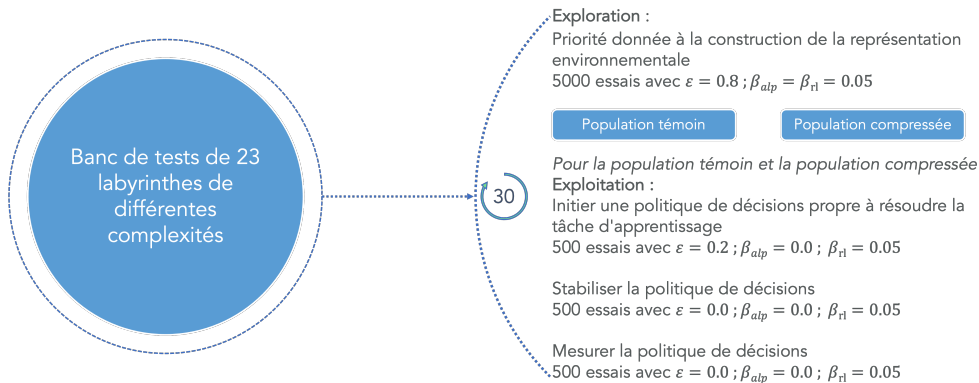 Banc de tests de 23
labyrinthes de
différentes
complexités
30
Exploration :
Priorité donnée à la construction de la représentation
environnementale
5000 essais avec ε = 0.8 ; β_alp = β_rl = 0.05
Population témoin
Population compressée
Pour la population témoin et la population compressée
Exploitation :
Initier une politique de décisions propre à résoudre la
tâche d'apprentissage
500 essais avec ε = 0.2 ; β_alp = 0.0 ; β_rl = 0.05
Stabiliser la politique de décisions
500 essais avec ε = 0.0 ; β_alp = 0.0 ; β_rl = 0.05
Mesurer la politique de décisions
500 essais avec ε = 0.0 ; β_alp = 0.0 ; β_rl = 0.05